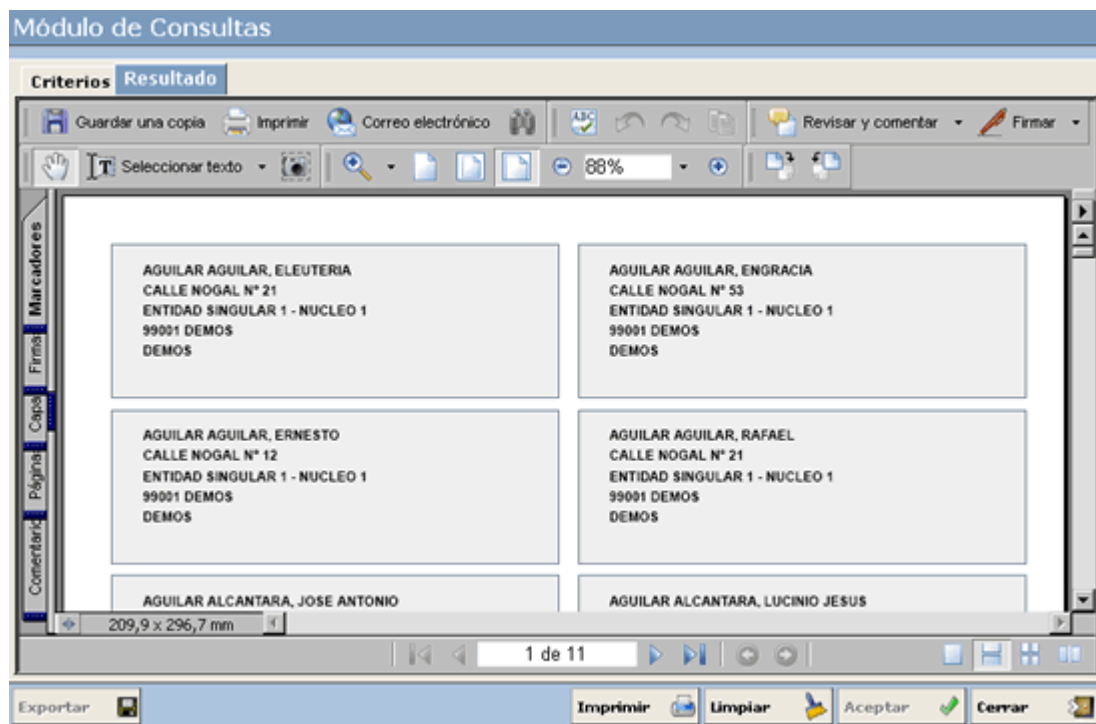 Módulo de Consultas
Criterios Resultado
Guardar una copia Imprimir Correo electrónico ABC Revisar y comentar Firmar
T Seleccionar texto 88%
Marcadores
Firmas
Capa
Páginas
Comentario
AGUILAR AGUILAR, ELEUTERIA
CALLE NOGAL Nº 21
ENTIDAD SINGULAR 1 - NUCLEO 1
99001 DEMOS
DEMOS
AGUILAR AGUILAR, ENGRACIA
CALLE NOGAL Nº 53
ENTIDAD SINGULAR 1 - NUCLEO 1
99001 DEMOS
DEMOS
AGUILAR AGUILAR, ERNESTO
CALLE NOGAL Nº 12
ENTIDAD SINGULAR 1 - NUCLEO 1
99001 DEMOS
DEMOS
AGUILAR AGUILAR, RAFAEL
CALLE NOGAL Nº 21
ENTIDAD SINGULAR 1 - NUCLEO 1
99001 DEMOS
DEMOS
AGUILAR ALCANTARA, JOSE ANTONIO
AGUILAR ALCANTARA, LUCINIO JESUS
209,9 x 296,7 mm
1 de 11
Exportar Imprimir Limpiar Aceptar Cerrar